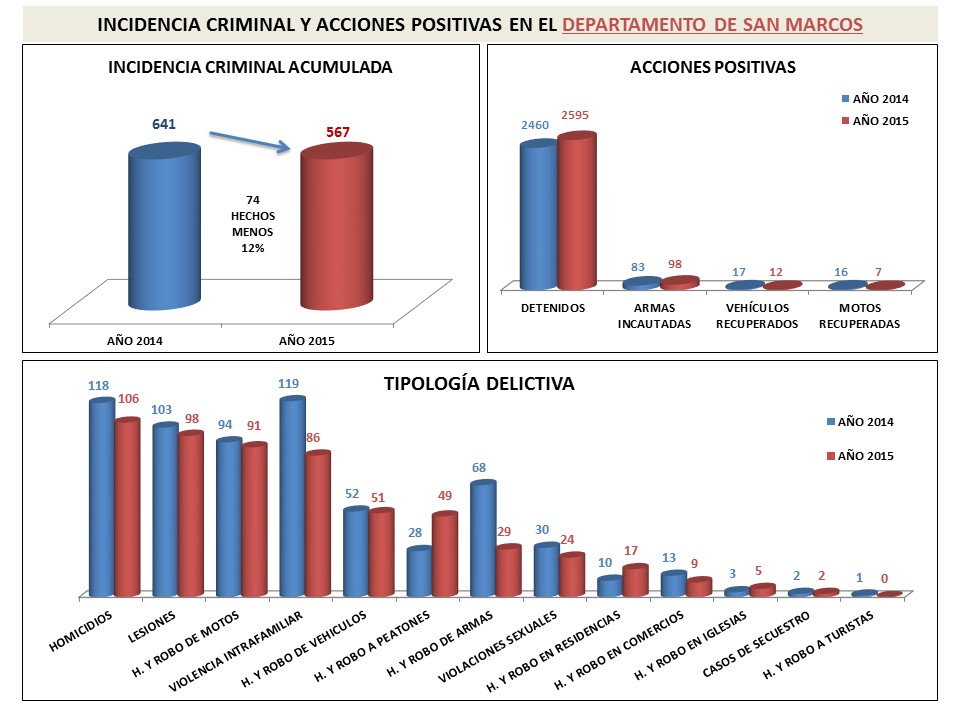 INCIDENCIA CRIMINAL Y ACCIONES POSITIVAS EN EL DEPARTAMENTO DE SAN MARCOS
INCIDENCIA CRIMINAL ACUMULADA
641
567
74
HECHOS
MENOS
12%
AÑO 2014
AÑO 2015
ACCIONES POSITIVAS
AÑO 2014
AÑO 2015
2460
2595
83
98
17
12
16
7
DETENIDOS
ARMAS
INCAUTADAS
VEHÍCULOS
RECUPERADOS
MOTOS
RECUPERADAS
TIPOLOGÍA DELICTIVA
AÑO 2014
AÑO 2015
118
106
103
98
94
91
119
86
52
51
28
49
68
29
30
24
10
17
13
9
3
5
2
2
1
0
HOMICIDIOS
LESIONES
H. Y ROBO DE MOTOS
VIOLENCIA INTRAFAMILIAR
H. Y ROBO DE VEHICULOS
H. Y ROBO A PEATONES
H. Y ROBO DE ARMAS
VIOLACIONES SEXUALES
H. Y ROBO EN RESIDENCIAS
H. Y ROBO EN COMERCIOS
H. Y ROBO EN IGLESIAS
CASOS DE SECUESTRO
H. Y ROBO A TURISTAS